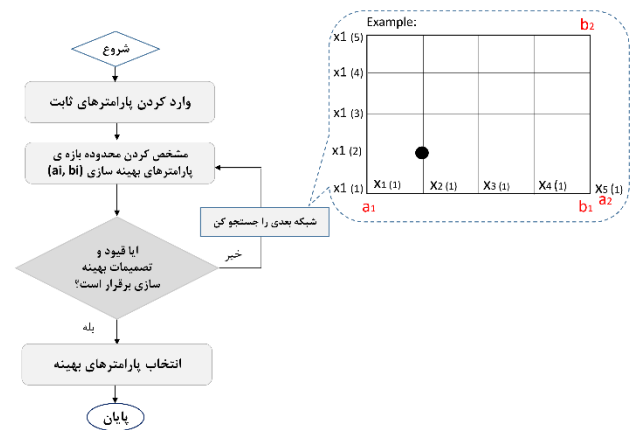 شروع
وارد کردن پارامترهای ثابت
مشخص کردن محدوده بازه ی
پارامترهای بهینه سازی (ai, bi)
ایا قیود و
تصمیمات بهینه
سازی برقرار است؟
خبر
شبکه بعدی را جستجو کن
بله
انتخاب پارامترهای بهینه
پایان
Example:
b2
x1 (5)
x1 (4)
x1 (3)
x1 (2)
x1 (1) x1 (1) x2 (1) x3 (1) x4 (1) x5 (1)
a1 b1 a2